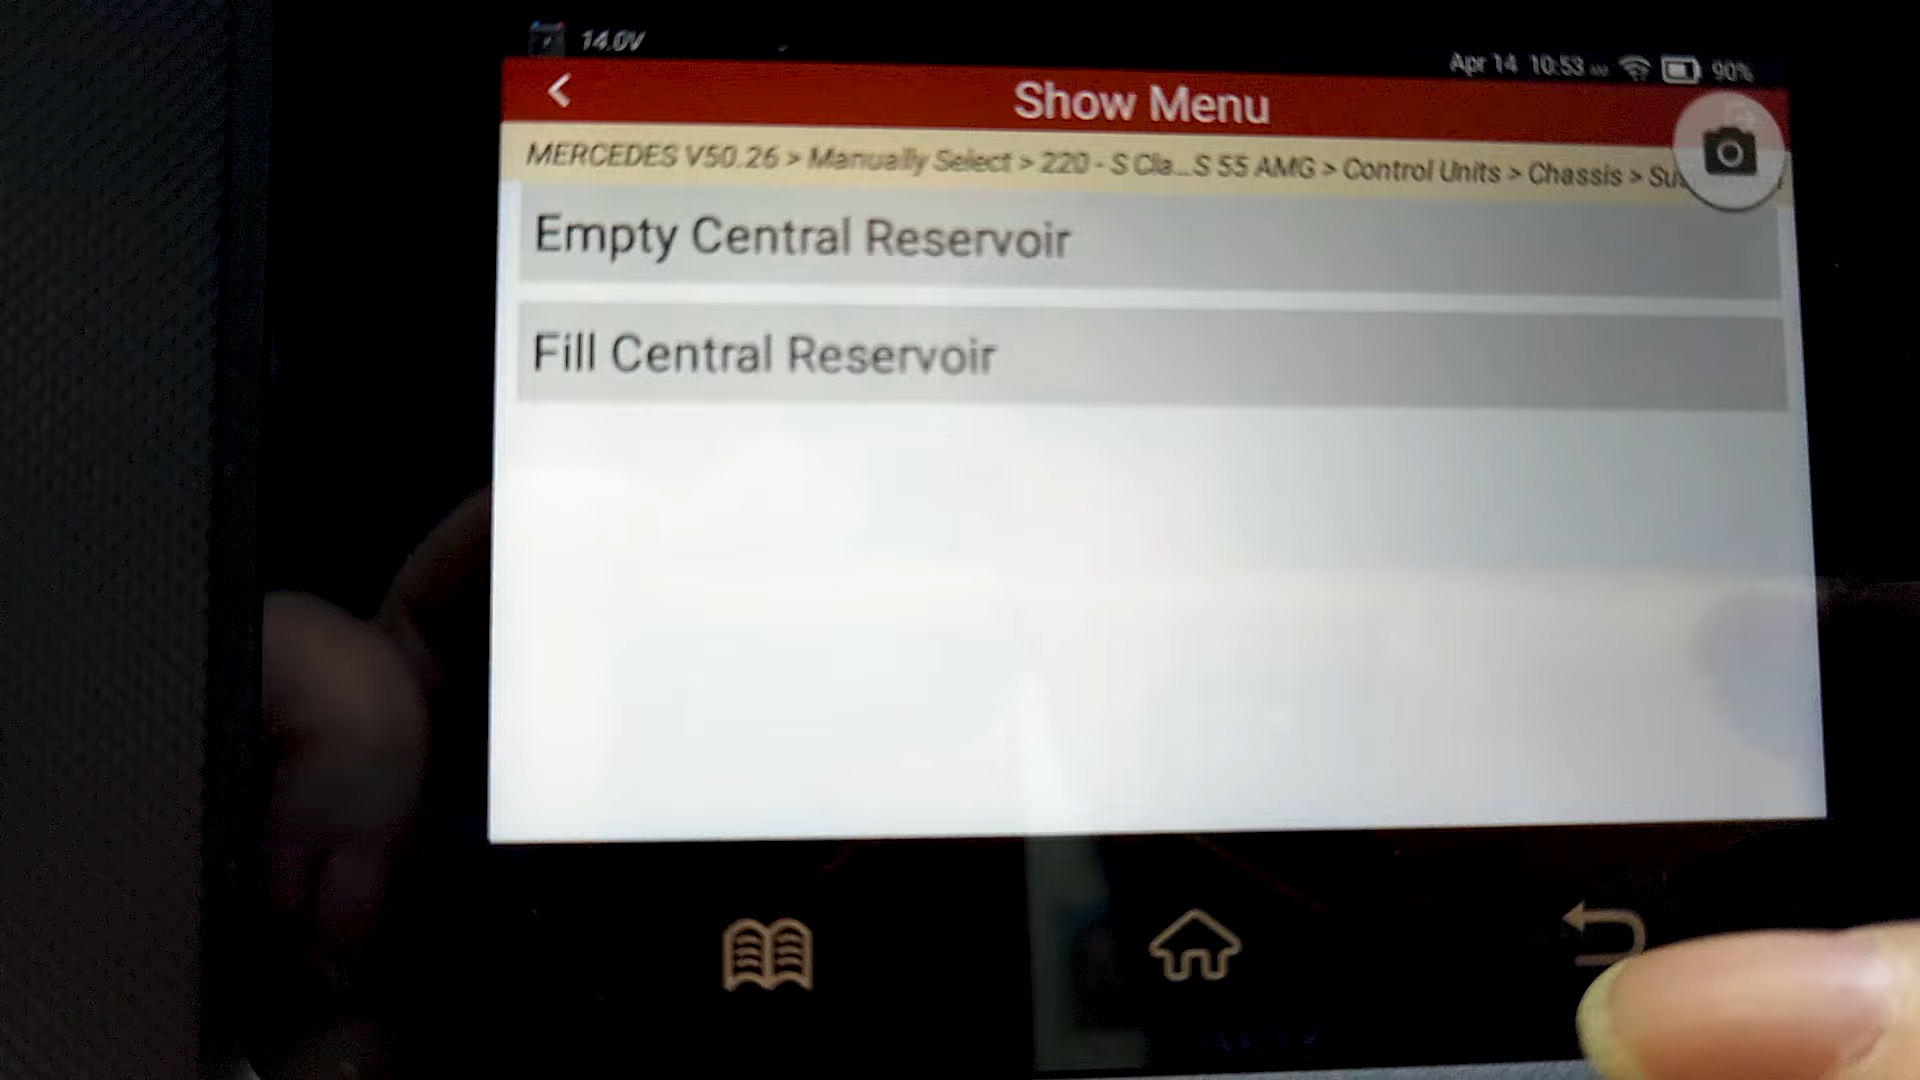 14.0V
Apr 14 10:53 AM 90%
Show Menu
MERCEDES V50.26 > Manually Select > 220 - S Cla...S 55 AMG > Control Units > Chassis >
Empty Central Reservoir
Fill Central Reservoir